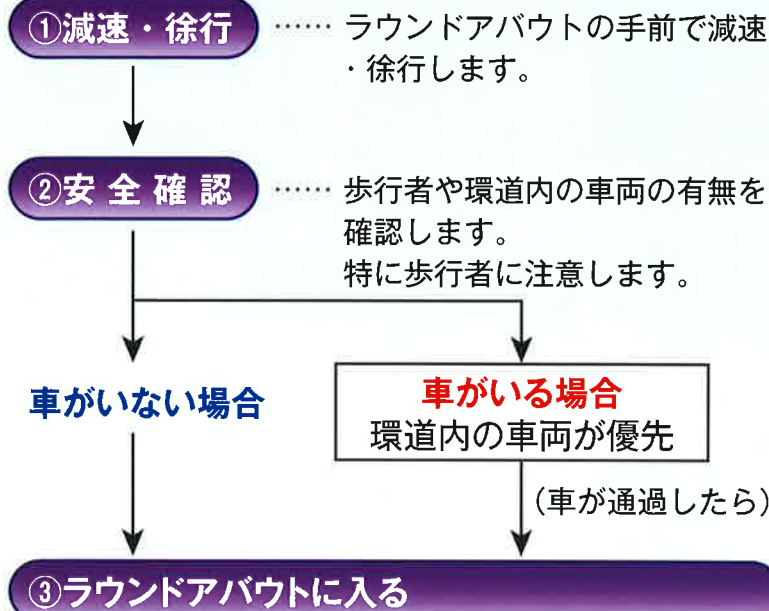 ①減速・徐行 …… ラウンドアバウトの手前で減速
・徐行します。
②安全確認 …… 歩行者や環道内の車両の有無を
確認します。
特に歩行者に注意します。
車がいない場合
車がいる場合
環道内の車両が優先
(車が通過したら)
③ラウンドアバウトに入る